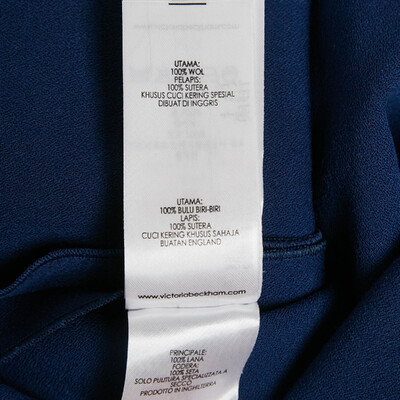 UTAMA:
100% WOL
PELAPIS:
100% SUTERA
KHUSUS CUCI KERING SPESIAL
DIBUAT DI INGGRIS
UTAMA:
100% BULU BIRI-BIRI
LAPIS:
100% SUTERA
CUCI KERING KHUSUS SAHAJA
BUATAN ENGLAND
www.victoriabeckham.com
PRINCIPALE:
100% LANA
FODERA:
100% SETA
SOLO PULITURA SPECIALIZZATA A
SECCO
PRODOTTO IN INGHILTERRA